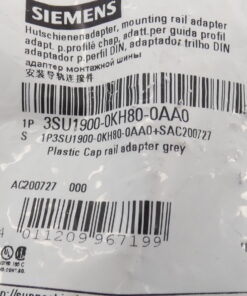 SIEMENS
Hutschienenadapter, mounting rail adapter
adapt. p.profilé chap, adatt.per guida profil
adaptador p.perfil DIN, adaptador trilho DIN
адаптер монтажной шины
安装导轨连接件
1P 3SU1900-0KH80-0AA0
S 1P3SU1900-0KH80-0AA0+SAC200727
Plastic Cap rail adapter grey
AC200727 000
4 011209 967199